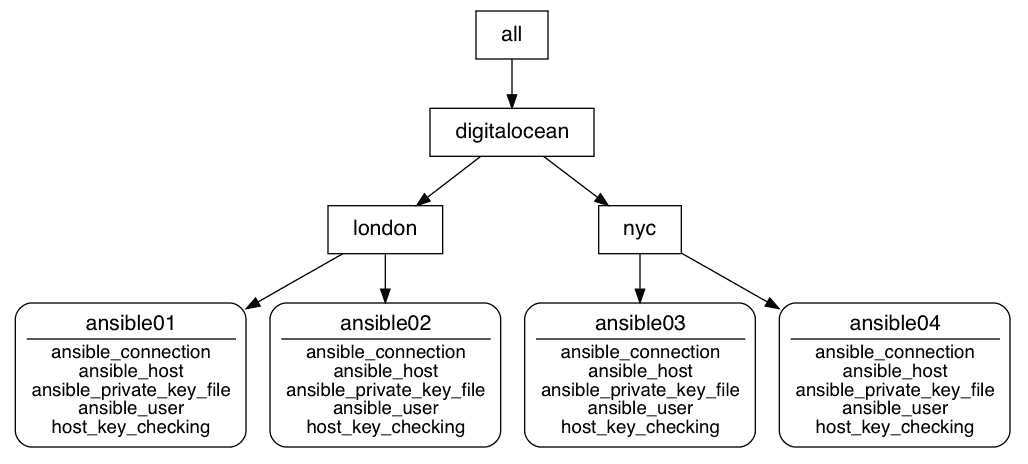 all
digitalocean
london
nyc
ansible01
ansible_connection
ansible_host
ansible_private_key_file
ansible_user
host_key_checking
ansible02
ansible_connection
ansible_host
ansible_private_key_file
ansible_user
host_key_checking
ansible03
ansible_connection
ansible_host
ansible_private_key_file
ansible_user
host_key_checking
ansible04
ansible_connection
ansible_host
ansible_private_key_file
ansible_user
host_key_checking